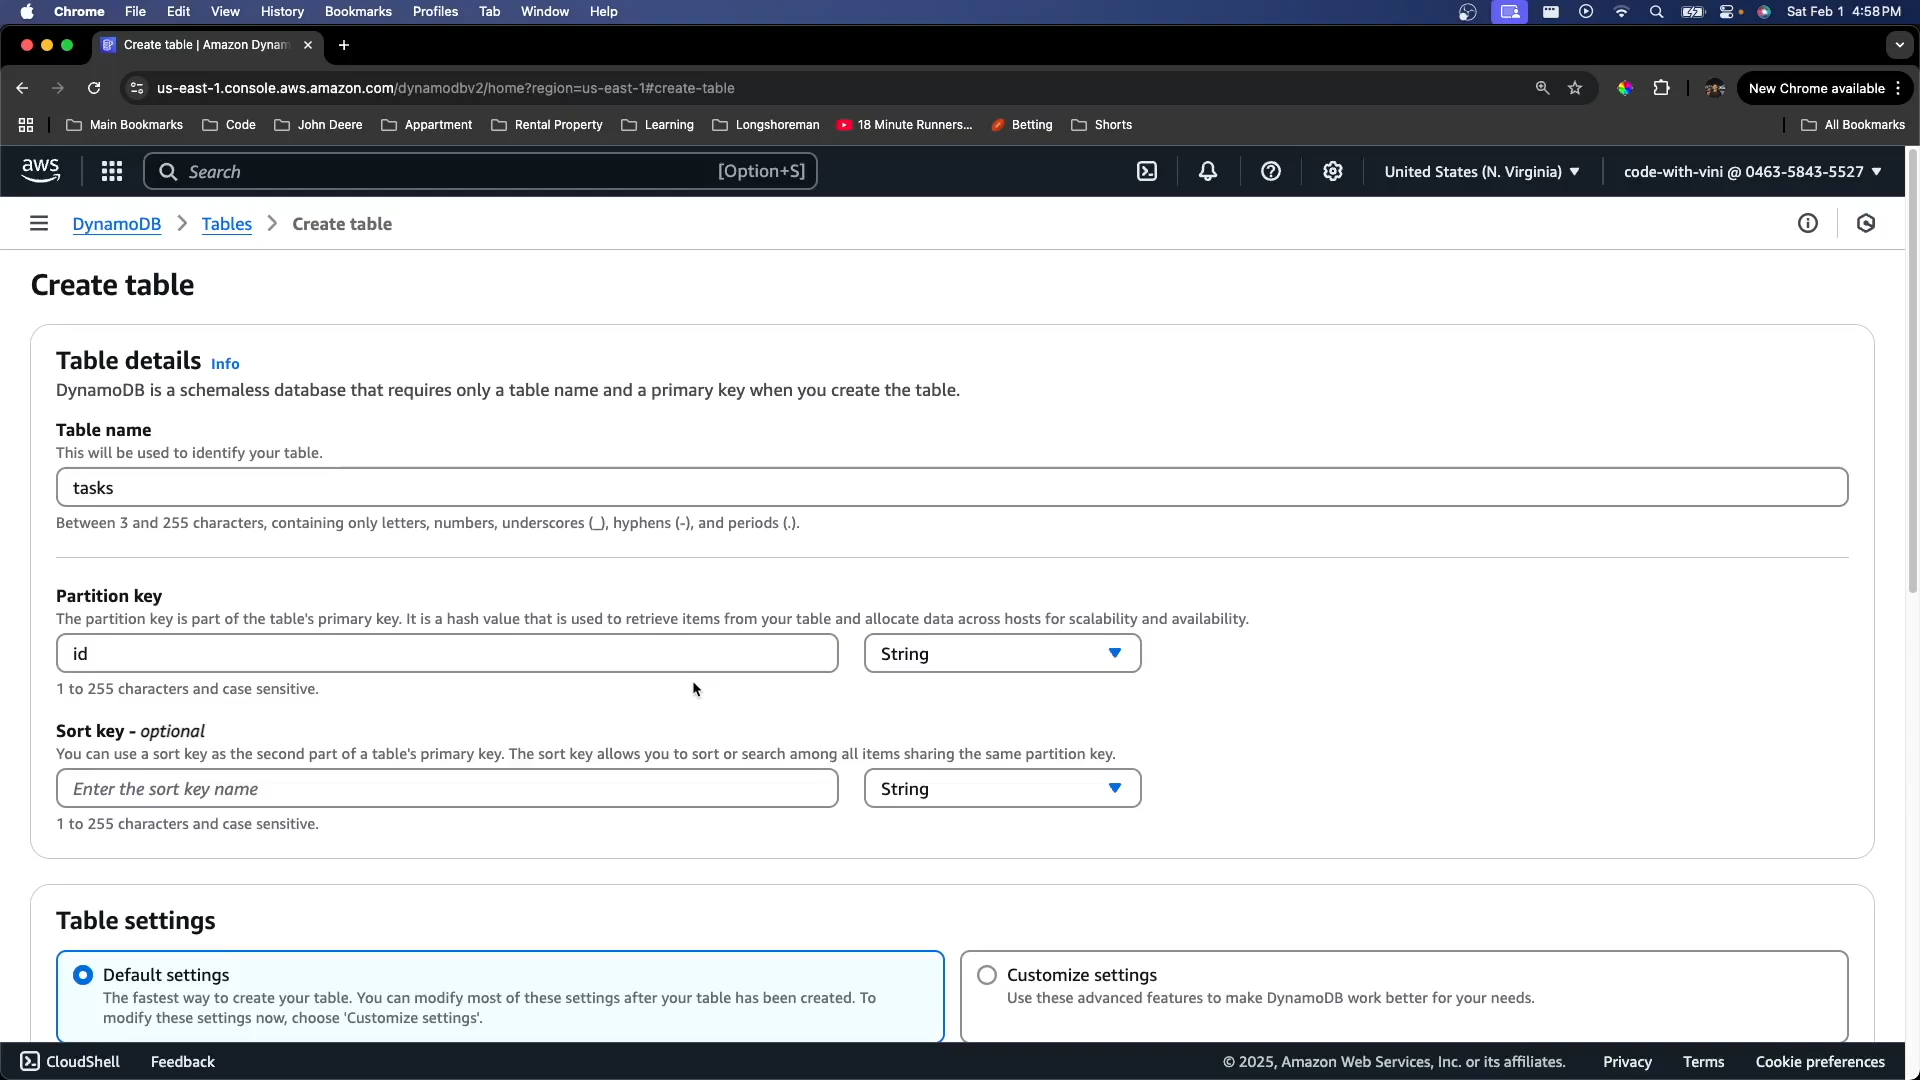 Chrome File Edit View History Bookmarks Profiles Tab Window Help Sat Feb 1 4:58 PM
Create table | Amazon Dynam
us-east-1.console.aws.amazon.com/dynamodbv2/home?region=us-east-1#create-table New Chrome available
Main Bookmarks Code John Deere Appartment Rental Property Learning Longshoreman 18 Minute Runners... Betting Shorts All Bookmarks
aws Search [Option+S] United States (N. Virginia) code-with-vini @ 0463-5843-5527
DynamoDB Tables Create table
Create table
Table details Info
DynamoDB is a schemaless database that requires only a table name and a primary key when you create the table.
Table name
This will be used to identify your table.
tasks
Between 3 and 255 characters, containing only letters, numbers, underscores (_), hyphens (-), and periods (.).
Partition key
The partition key is part of the table's primary key. It is a hash value that is used to retrieve items from your table and allocate data across hosts for scalability and availability.
id String
1 to 255 characters and case sensitive.
Sort key - optional
You can use a sort key as the second part of a table's primary key. The sort key allows you to sort or search among all items sharing the same partition key.
Enter the sort key name String
1 to 255 characters and case sensitive.
Table settings
Default settings
The fastest way to create your table. You can modify most of these settings after your table has been created. To
modify these settings now, choose 'Customize settings'.
Customize settings
Use these advanced features to make DynamoDB work better for your needs.
CloudShell Feedback © 2025, Amazon Web Services, Inc. or its affiliates. Privacy Terms Cookie preferences